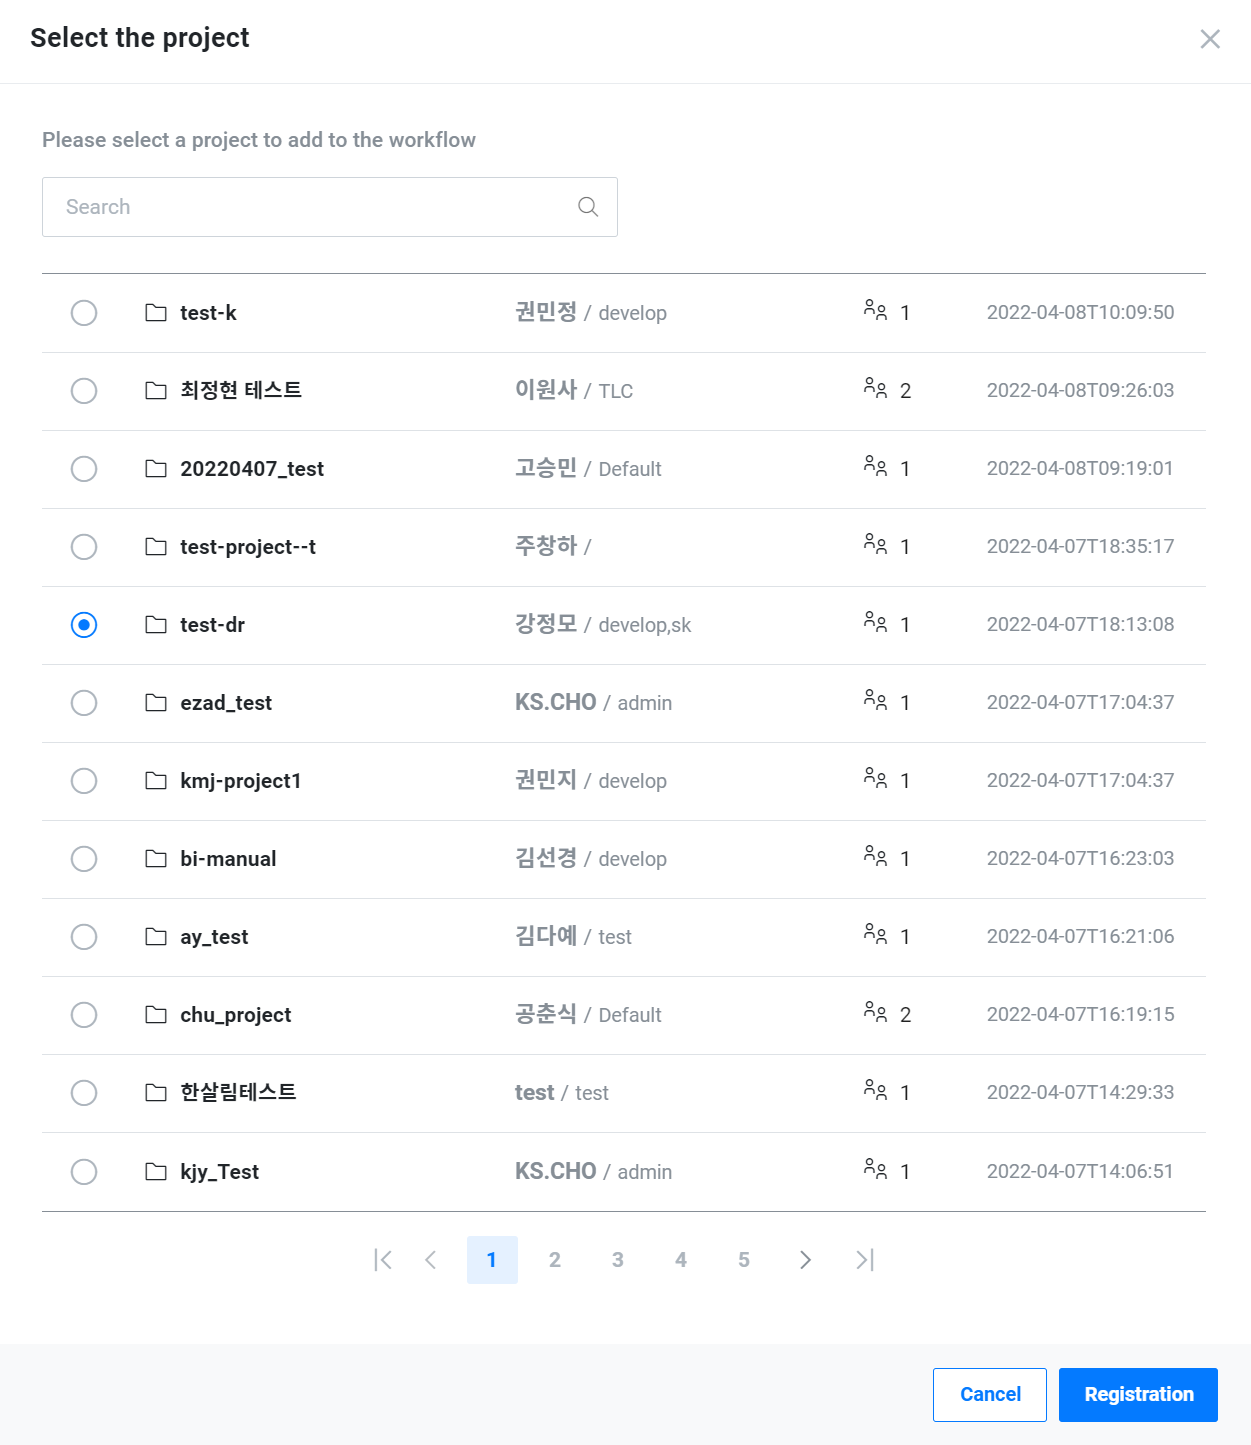 Select the project
Please select a project to add to the workflow
Search
test-k 권민정 / develop 1 2022-04-08T10:09:50
최정현 테스트 이원사 / TLC 2 2022-04-08T09:26:03
20220407_test 고승민 / Default 1 2022-04-08T09:19:01
test-project--t 주창하 / 1 2022-04-07T18:35:17
test-dr 강정모 / develop,sk 1 2022-04-07T18:13:08
ezad_test KS.CHO / admin 1 2022-04-07T17:04:37
kmj-project1 권민지 / develop 1 2022-04-07T17:04:37
bi-manual 김선경 / develop 1 2022-04-07T16:23:03
ay_test 김다예 / test 1 2022-04-07T16:21:06
chu_project 공춘식 / Default 2 2022-04-07T16:19:15
한살림테스트 test / test 1 2022-04-07T14:29:33
kjy_Test KS.CHO / admin 1 2022-04-07T14:06:51
1 2 3 4 5
Cancel Registration